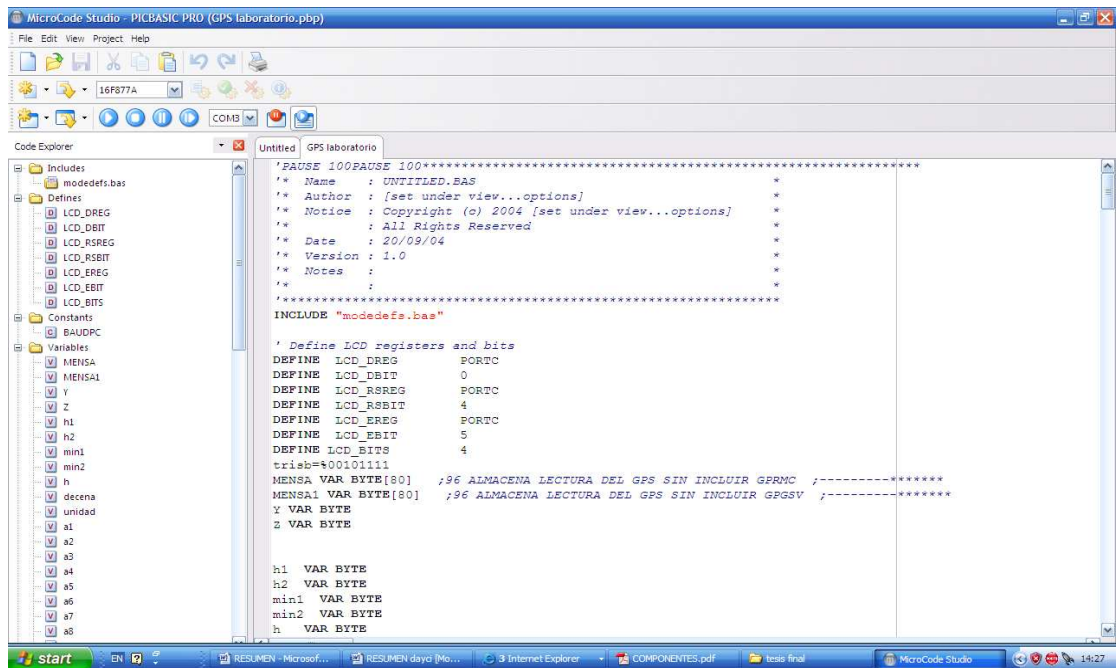 MicroCode Studio - PICBASIC PRO (GPS laboratorio.pbp)
File Edit View Project Help
16F877A
COM3
Code Explorer
Untitled GPS laboratorio
Includes
modedefs.bas
Defines
LCD_DREG
LCD_DBIT
LCD_RSREG
LCD_RSBIT
LCD_EREG
LCD_EBIT
LCD_BITS
Constants
BAUDPC
Variables
MENSA
MENSA1
Y
Z
h1
h2
min1
min2
h
decena
unidad
a1
a2
a3
a4
a5
a6
a7
a8
'PAUSE 100PAUSE 100****************************************************************
'* Name : UNTITLED.BAS *
'* Author : [set under view...options] *
'* Notice : Copyright (c) 2004 [set under view...options] *
'* : All Rights Reserved *
'* Date : 20/09/04 *
'* Version : 1.0 *
'* Notes : *
'* : *
'****************************************************************
INCLUDE "modedefs.bas"
' Define LCD registers and bits
DEFINE LCD_DREG PORTC
DEFINE LCD_DBIT 0
DEFINE LCD_RSREG PORTC
DEFINE LCD_RSBIT 4
DEFINE LCD_EREG PORTC
DEFINE LCD_EBIT 5
DEFINE LCD_BITS 4
trisb=%00101111
MENSA VAR BYTE[80] ;96 ALMACENA LECTURA DEL GPS SIN INCLUIR GPRMC ;---------*******
MENSA1 VAR BYTE[80] ;96 ALMACENA LECTURA DEL GPS SIN INCLUIR GPGSV ;---------*******
Y VAR BYTE
Z VAR BYTE
h1 VAR BYTE
h2 VAR BYTE
min1 VAR BYTE
min2 VAR BYTE
h VAR BYTE
start EN RESUMEN - Microsof... RESUMEN dayci [Mo... 3 Internet Explorer COMPONENTES.pdf tesis final MicroCode Studio 14:27